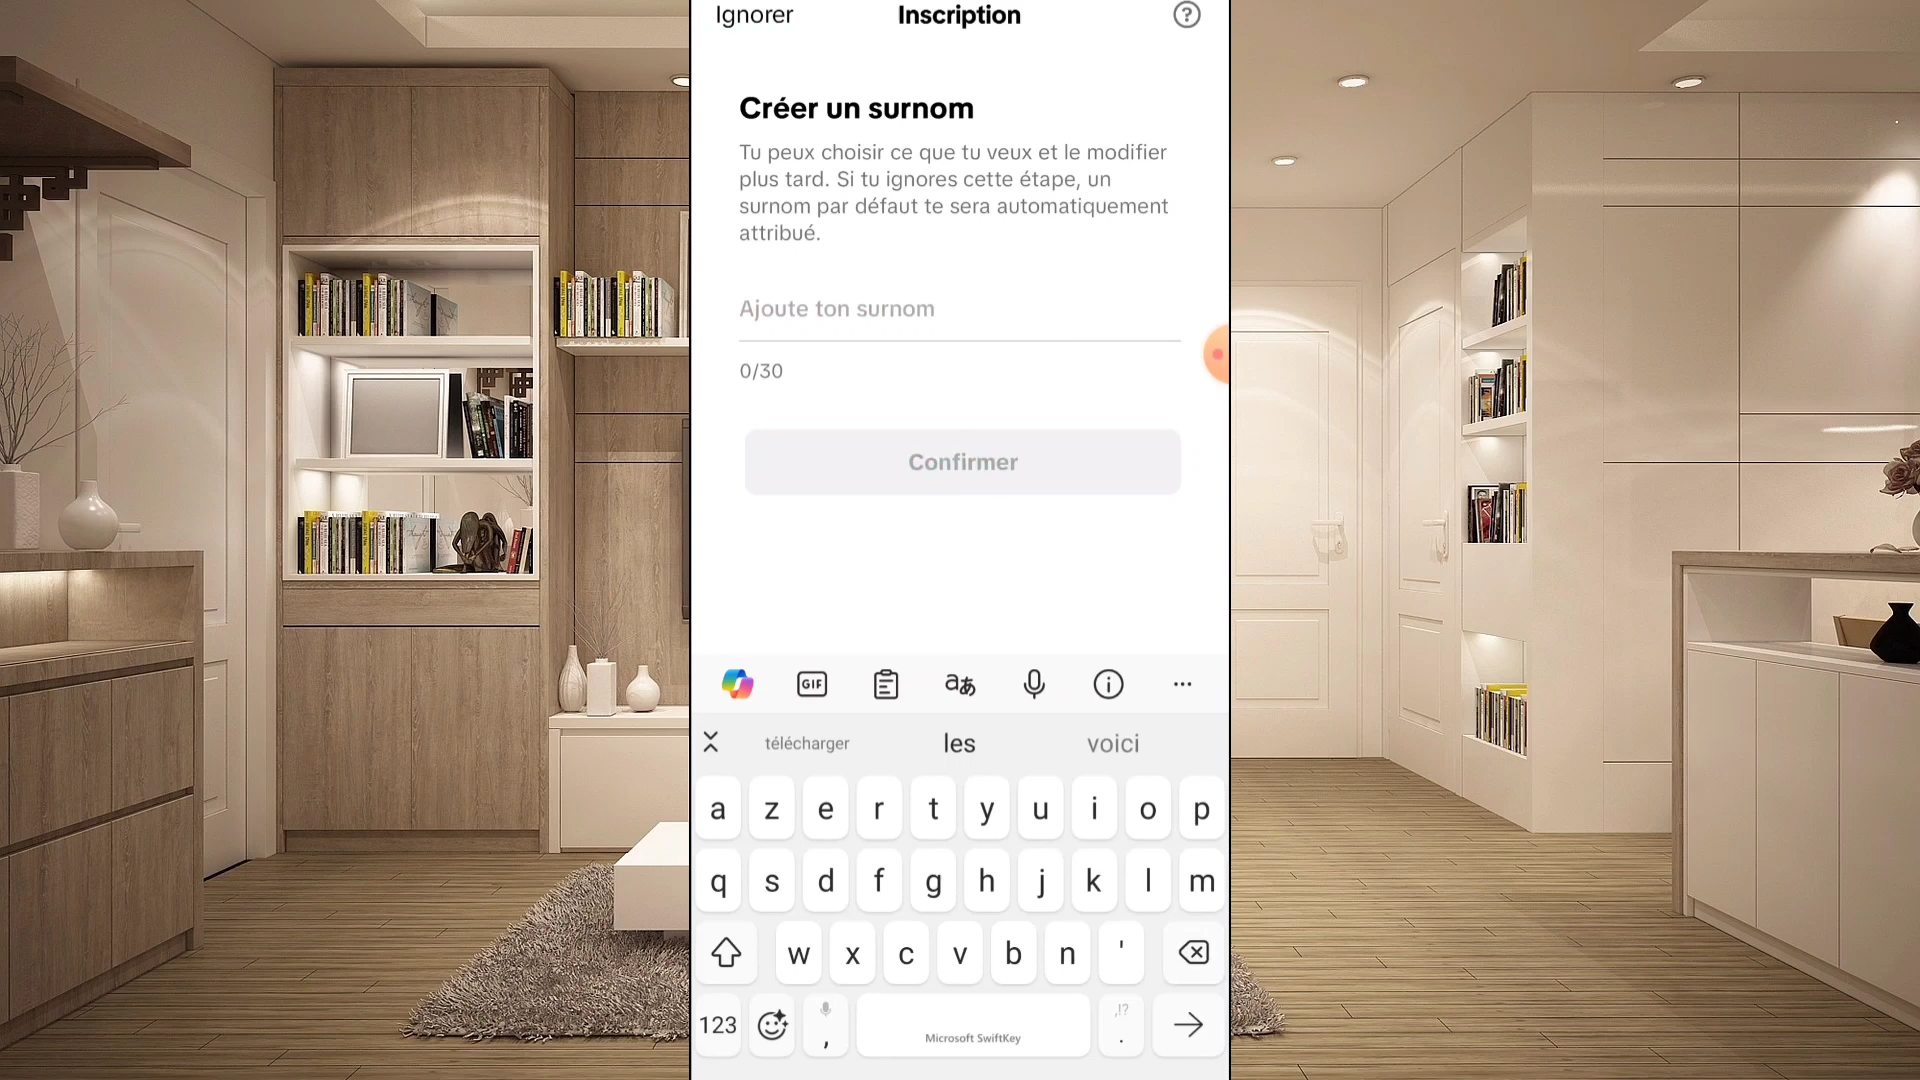 Ignorer Inscription ?
Créer un surnom
Tu peux choisir ce que tu veux et le modifier
plus tard. Si tu ignores cette étape, un
surnom par défaut te sera automatiquement
attribué.
Ajoute ton surnom
0/30
Confirmer
GIF aあ
télécharger les voici
a z e r t y u i o p
q s d f g h j k l m
w x c v b n '
123 , Microsoft SwiftKey ,!? .